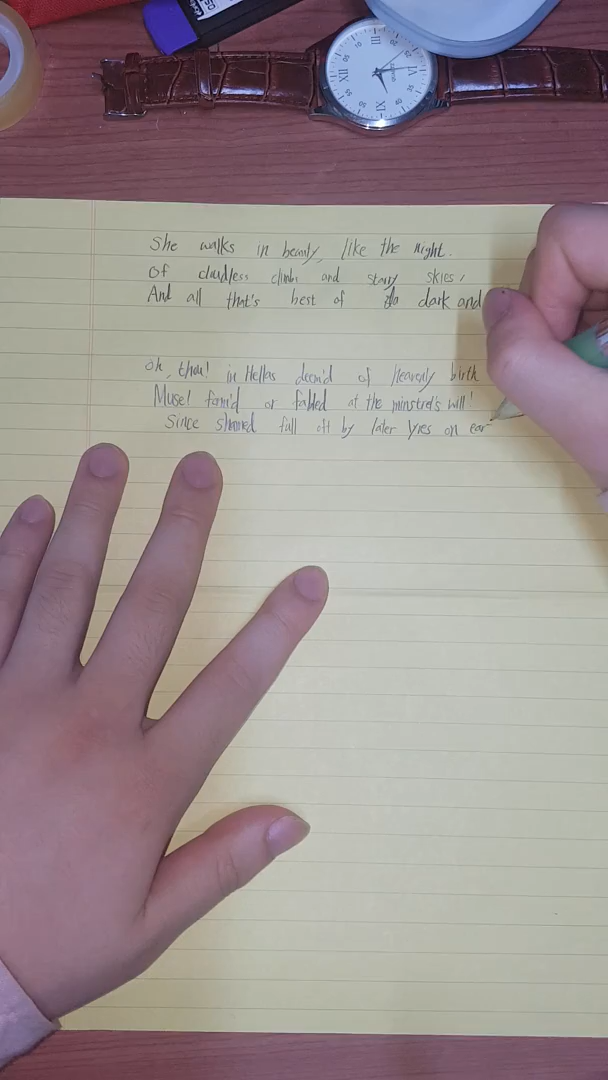 She walks in beauty, like the night.
Of cloudless climbs and starry skies,
And all that's best of dark and
Oh, thou! in Hellas deem'd of Heavenly birth
Muse! form'd or fabled at the minstrel's will!
Since shamed full oft by later lyres on ear